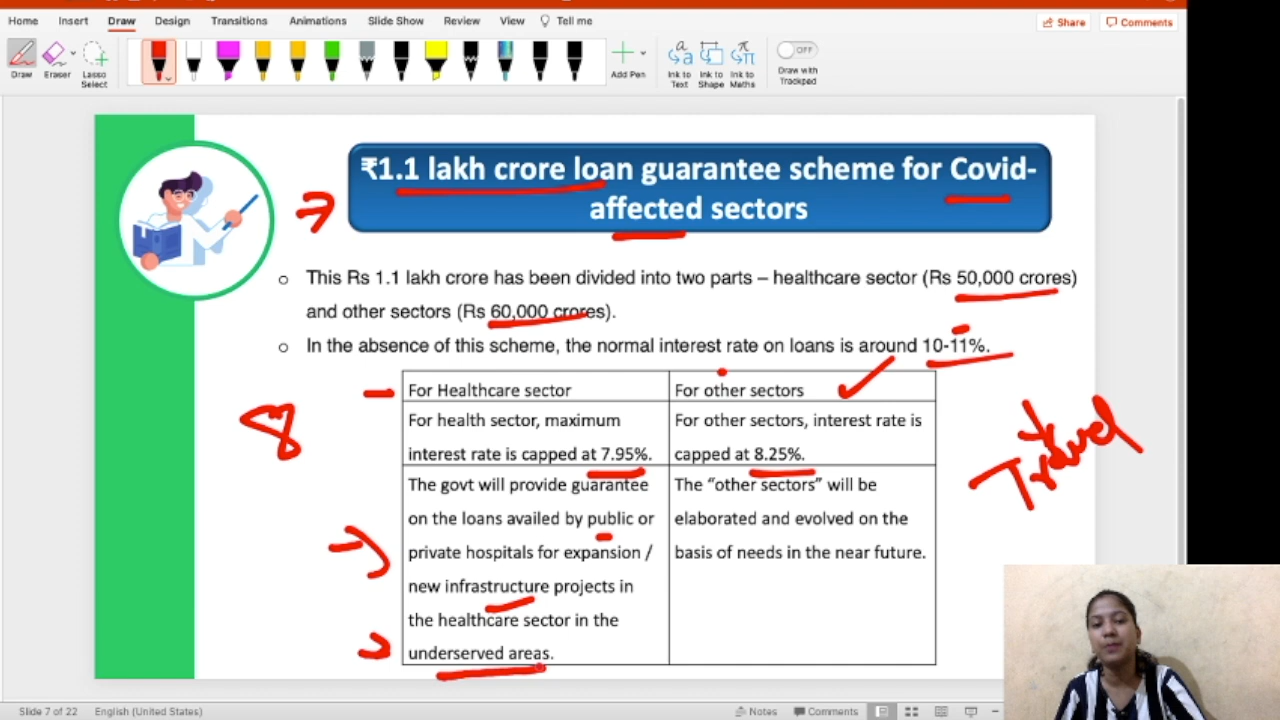 Home Insert Draw Design Transitions Animations Slide Show Review View Tell me Share Comments
Draw Eraser Lasso Select Add Pen Ink to Text Ink to Shape Ink to Maths OFF Draw with Trackpad
₹1.1 lakh crore loan guarantee scheme for Covid-
affected sectors
This Rs 1.1 lakh crore has been divided into two parts – healthcare sector (Rs 50,000 crores)
and other sectors (Rs 60,000 crores).
In the absence of this scheme, the normal interest rate on loans is around 10-11%.
For Healthcare sector
For other sectors
For health sector, maximum
interest rate is capped at 7.95%.
For other sectors, interest rate is
capped at 8.25%.
The govt will provide guarantee
on the loans availed by public or
private hospitals for expansion /
new infrastructure projects in
the healthcare sector in the
underserved areas.
The “other sectors” will be
elaborated and evolved on the
basis of needs in the near future.
8
Travel
Slide 7 of 22 English (United States) Notes Comments